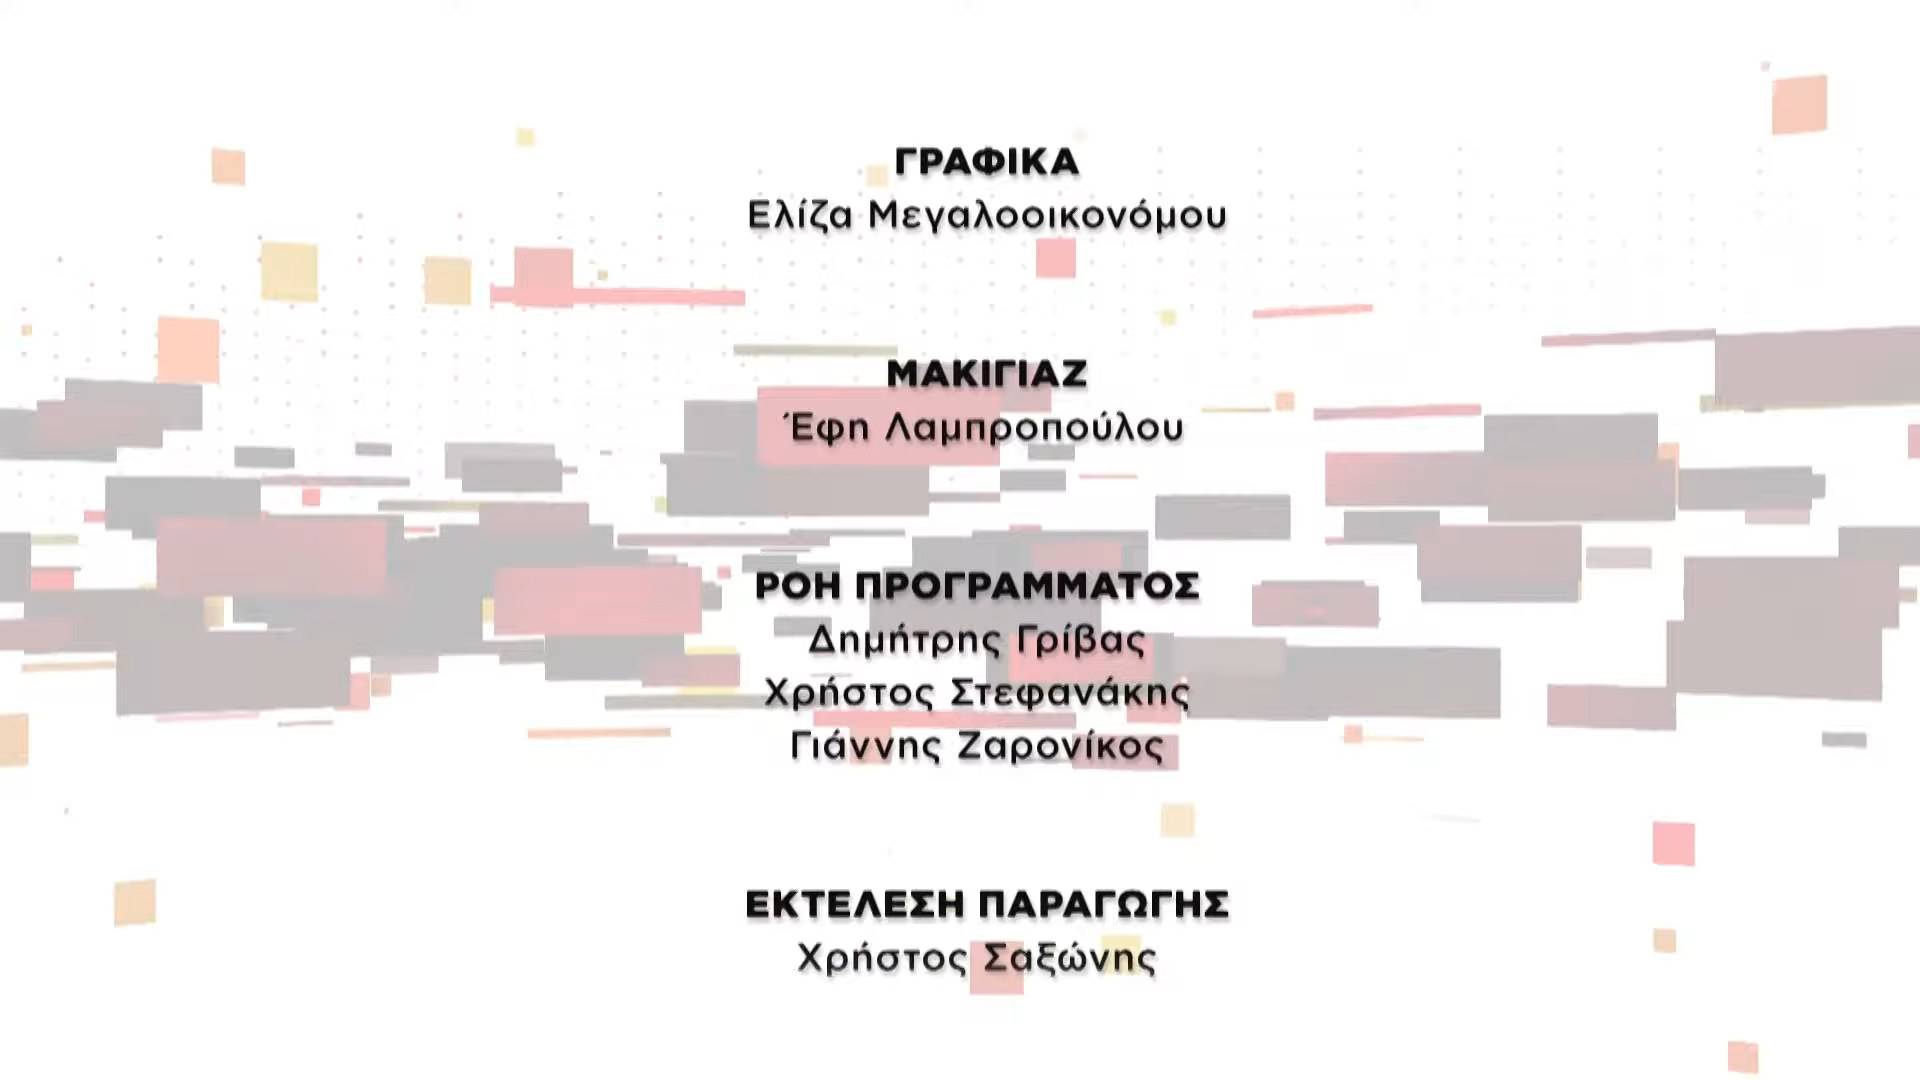 ΓΡΑΦΙΚΑ
Ελίζα Μεγαλοοικονόμου
ΜΑΚΙΓΙΑΖ
Έφη Λαμπροπούλου
ΡΟΗ ΠΡΟΓΡΑΜΜΑΤΟΣ
Δημήτρης Γρίβας
Χρήστος Στεφανάκης
Γιάννης Ζαρονίκος
ΕΚΤΕΛΕΣΗ ΠΑΡΑΓΩΓΗΣ
Χρήστος Σαξώνης